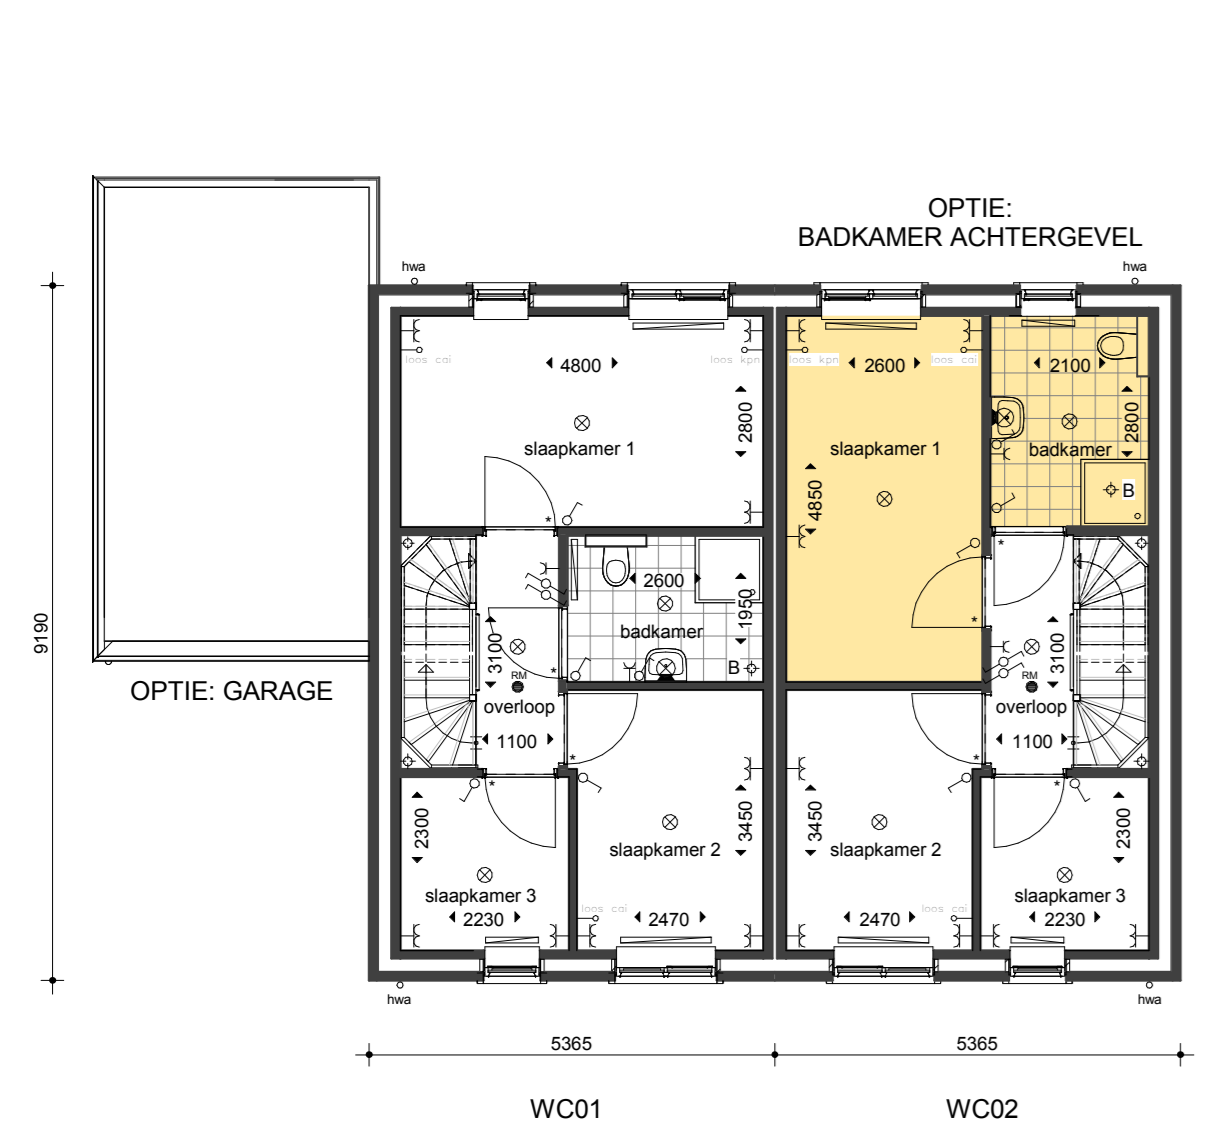 OPTIE:
BADKAMER ACHTERGEVEL
hwa
hwa
loos cai
4800
loos kpn
loos kpn
2600
loos cai
2100
2800
2800
slaapkamer 1
slaapkamer 1
badkamer
4850
B
*
*
2600
1950
9190
badkamer
3100
*
*
3100
B
RM
RM
OPTIE: GARAGE
overloop
overloop
1100
1100
*
*
*
*
2300
3450
3450
2300
slaapkamer 2
slaapkamer 2
slaapkamer 3
slaapkamer 3
loos cai
loos cai
2230
2470
2470
2230
hwa
hwa
5365
5365
WC01
WC02